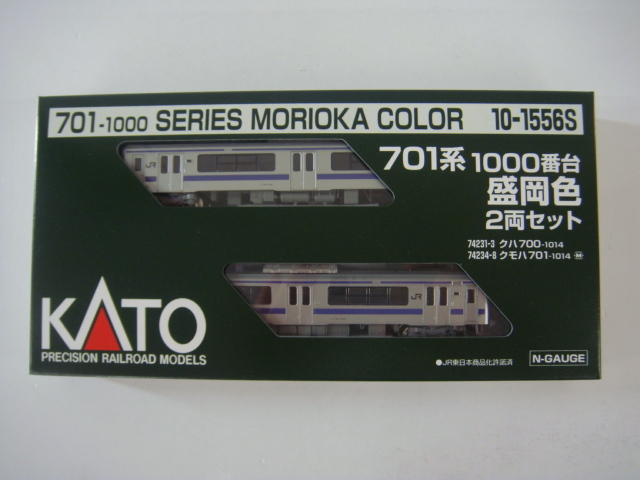 701-1000 SERIES MORIOKA COLOR 10-1556S
701系 1000番台
盛岡色
2両セット
74231-3 クハ700-1014
74234-8 クモハ701-1014 M
JR
JR
KATO
PRECISION RAILROAD MODELS
●JR東日本商品化許諾済
N-GAUGE